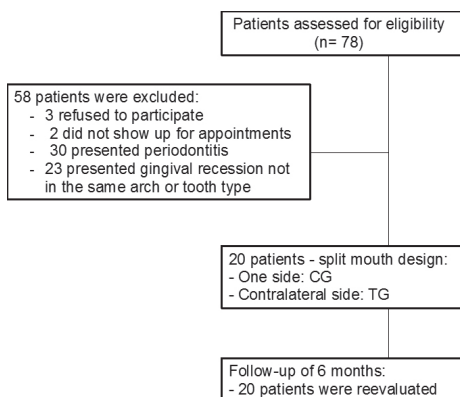 Patients assessed for eligibility
(n= 78)
58 patients were excluded:
- 3 refused to participate
- 2 did not show up for appointments
- 30 presented periodontitis
- 23 presented gingival recession not
in the same arch or tooth type
20 patients - split mouth design:
- One side: CG
- Contralateral side: TG
Follow-up of 6 months:
- 20 patients were reevaluated